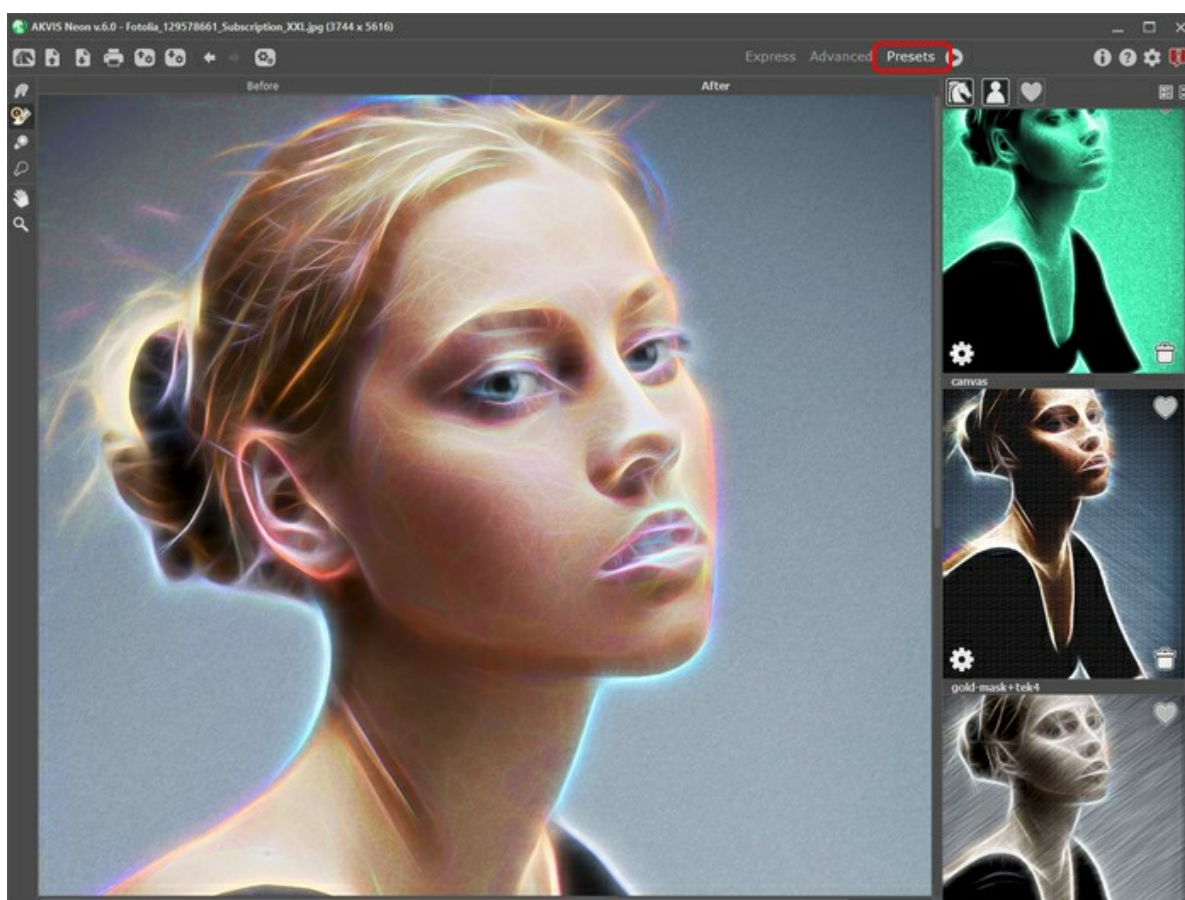 AKVIS Neon v.6.0 - Fotolia_129578661_Subscription_XXL.jpg (3744 x 5616)
Express Advanced Presets
Before After
canvas
gold-mask+tek4